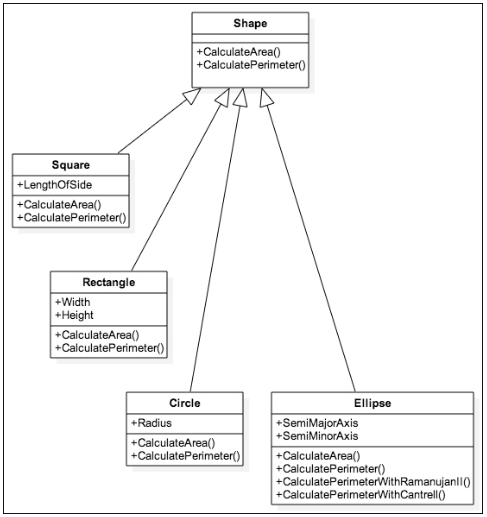 Shape
+CalculateArea()
+CalculatePerimeter()
Square
+LengthOfSide
+CalculateArea()
+CalculatePerimeter()
Rectangle
+Width
+Height
+CalculateArea()
+CalculatePerimeter()
Circle
+Radius
+CalculateArea()
+CalculatePerimeter()
Ellipse
+SemiMajorAxis
+SemiMinorAxis
+CalculateArea()
+CalculatePerimeter()
+CalculatePerimeterWithRamanujanII()
+CalculatePerimeterWithCantrell()